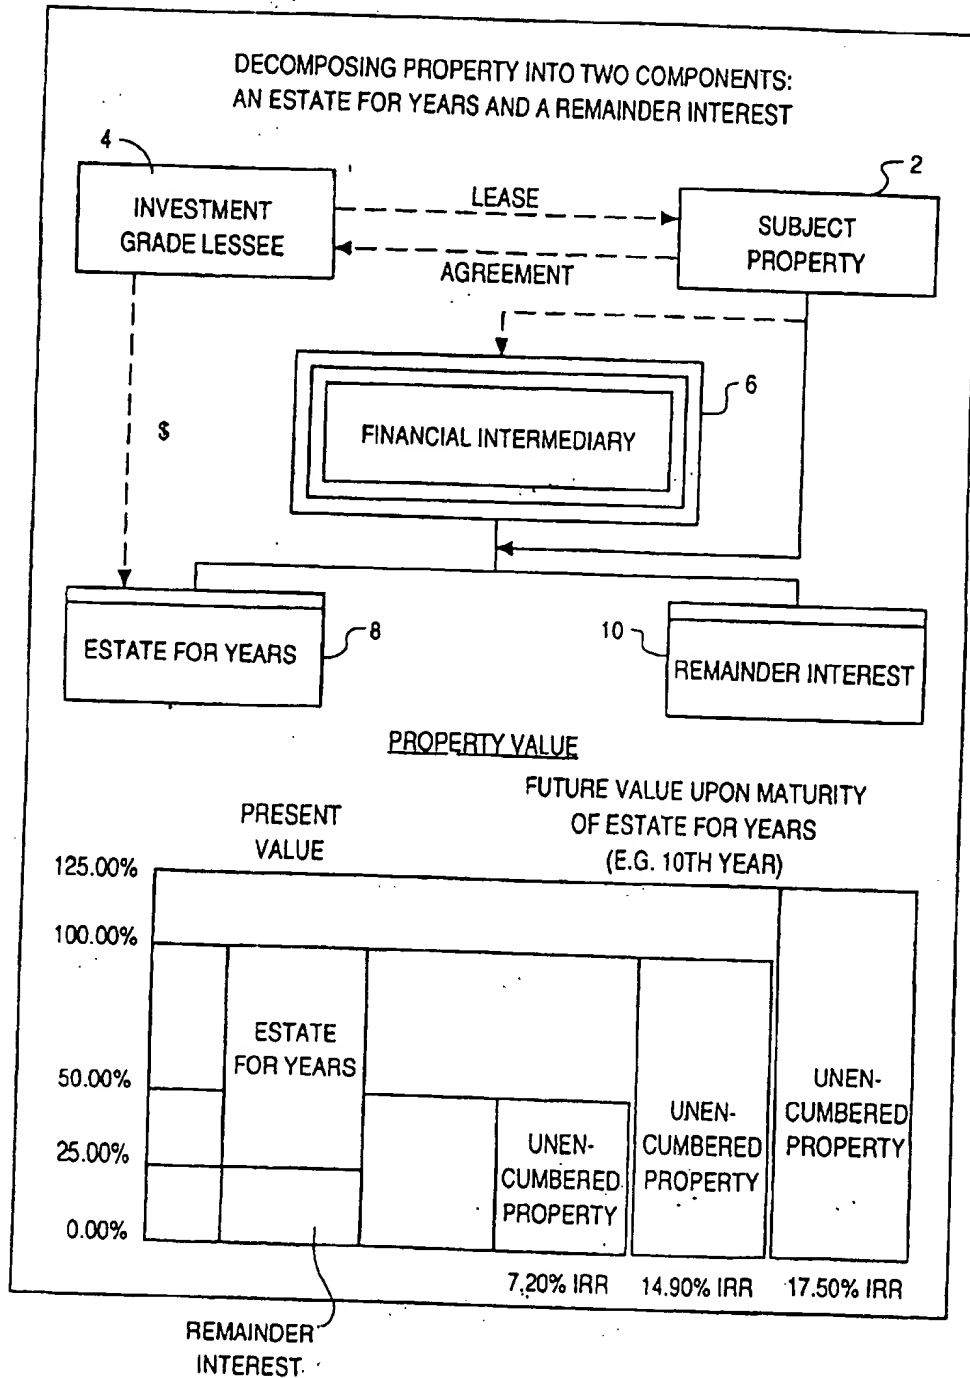 DECOMPOSING PROPERTY INTO TWO COMPONENTS:
AN ESTATE FOR YEARS AND A REMAINDER INTEREST
4
2
INVESTMENT
GRADE LESSEE
LEASE
AGREEMENT
SUBJECT
PROPERTY
6
$
FINANCIAL INTERMEDIARY
ESTATE FOR YEARS
8
10
REMAINDER INTEREST
PROPERTY VALUE
PRESENT
VALUE
FUTURE VALUE UPON MATURITY
OF ESTATE FOR YEARS
(E.G. 10TH YEAR)
125.00%
100.00%
50.00%
25.00%
0.00%
ESTATE
FOR YEARS
UNEN-
CUMBERED
PROPERTY
UNEN-
CUMBERED
PROPERTY
UNEN-
CUMBERED
PROPERTY
7.20% IRR
14.90% IRR
17.50% IRR
REMAINDER
INTEREST